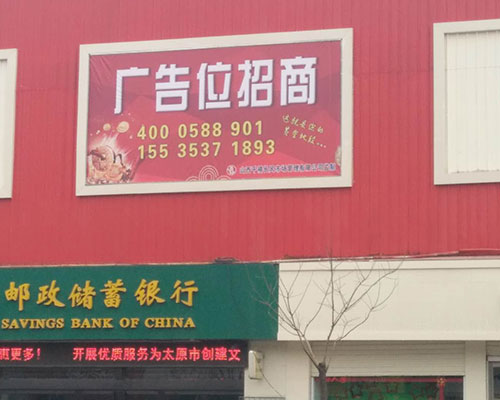 广告位招商
400 0588 901
155 3537 1893
邮政储蓄银行
SAVINGS BANK OF CHINA
更多! 开展优质服务为太原市创建文